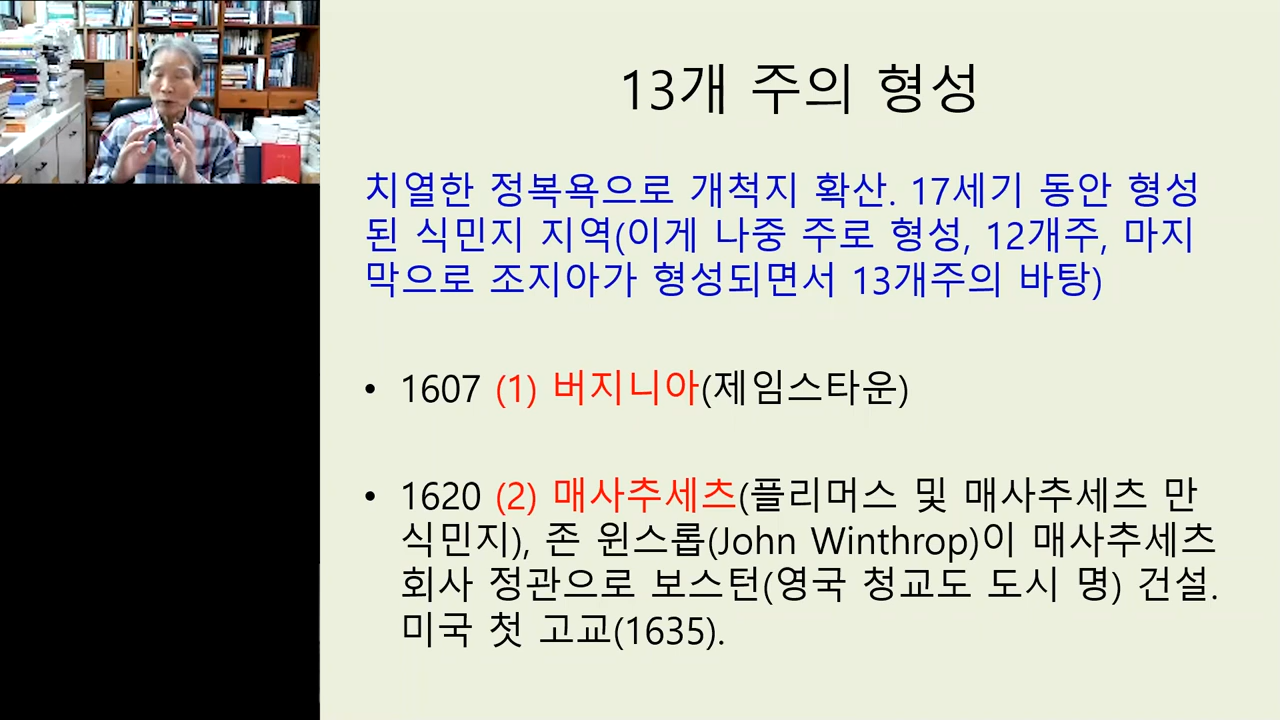 13개 주의 형성
치열한 정복욕으로 개척지 확산. 17세기 동안 형성
된 식민지 지역(이게 나중 주로 형성, 12개주, 마지
막으로 조지아가 형성되면서 13개주의 바탕)
• 1607 (1) 버지니아(제임스타운)
• 1620 (2) 매사추세츠(플리머스 및 매사추세츠 만
식민지), 존 윈스롭(John Winthrop)이 매사추세츠
회사 정관으로 보스턴(영국 청교도 도시 명) 건설.
미국 첫 고교(1635).